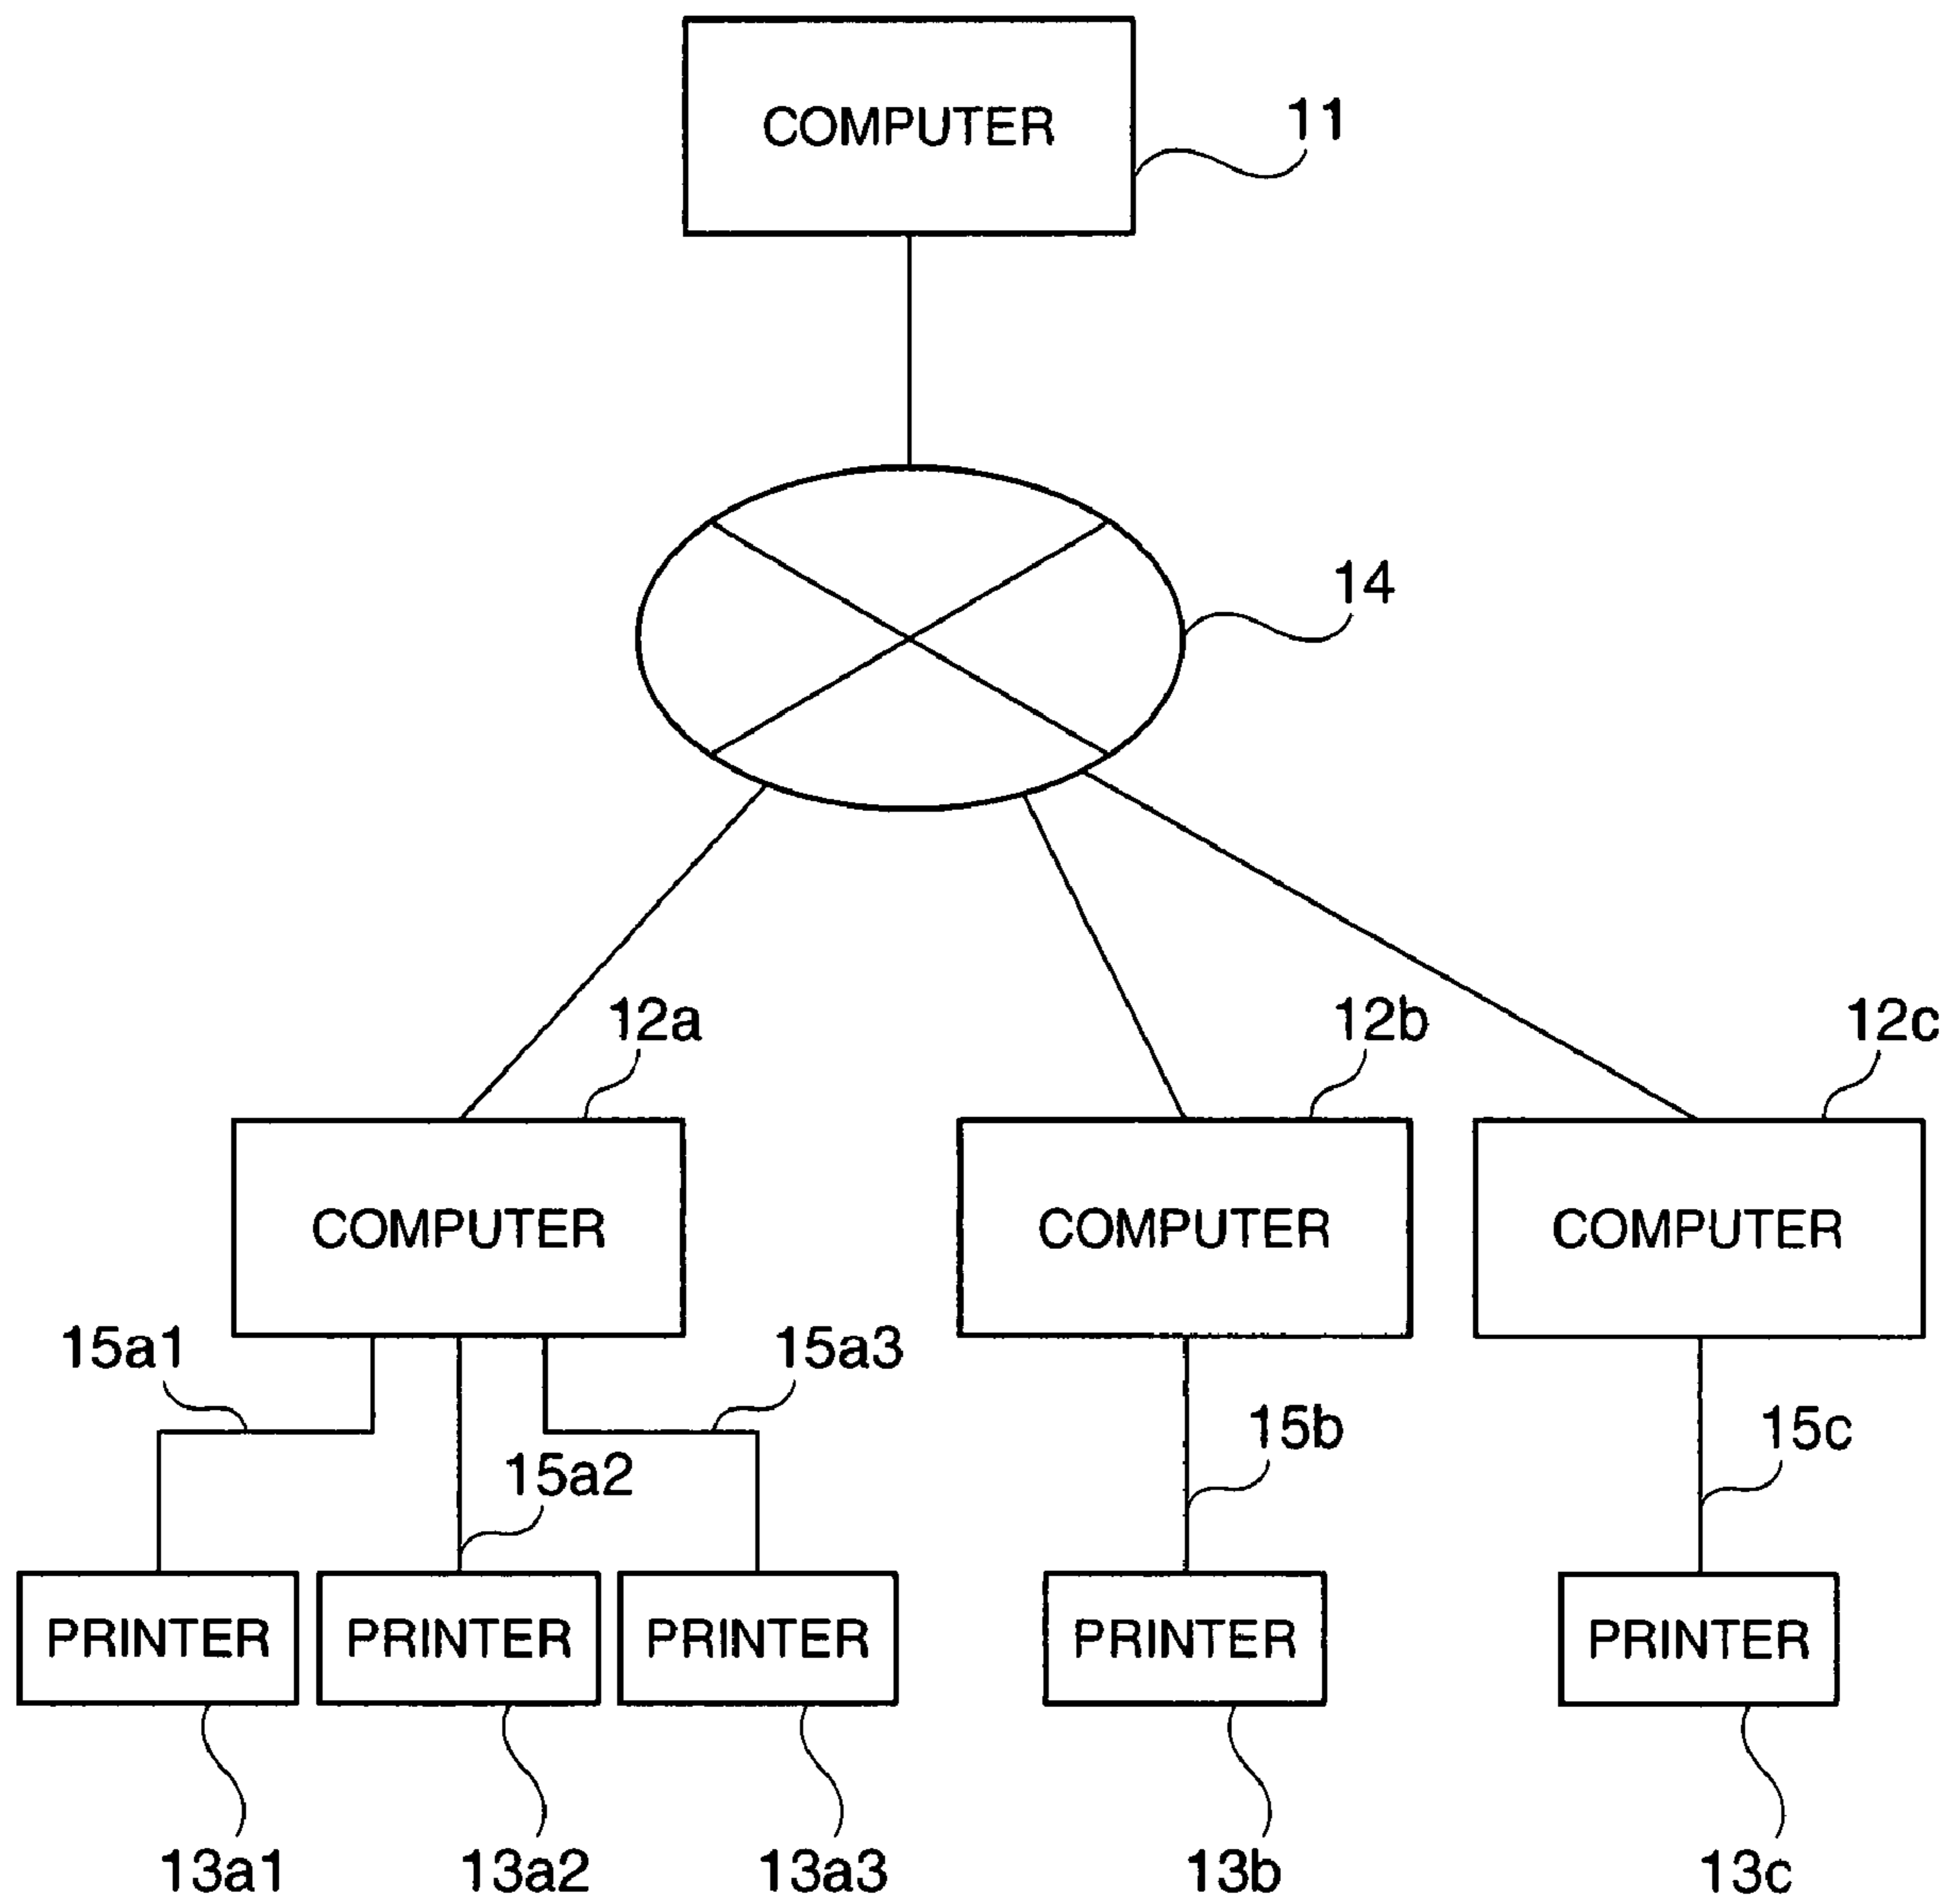 COMPUTER
11
14
12a
12b
12c
COMPUTER
COMPUTER
COMPUTER
15a1
15a3
15b
15c
15a2
PRINTER
PRINTER
PRINTER
PRINTER
PRINTER
13a1
13a2
13a3
13b
13c